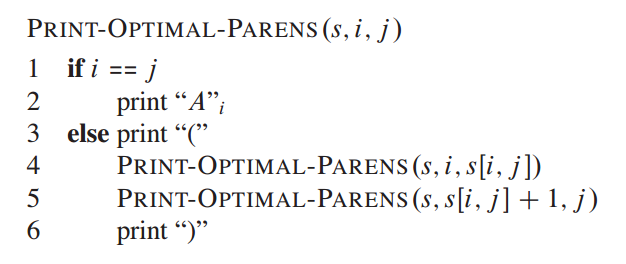 PRINT-OPTIMAL-PARENS(s, i, j)
1 if i == j
2 print “A”i
3 else print “(”
4 PRINT-OPTIMAL-PARENS(s, i, s[i, j])
5 PRINT-OPTIMAL-PARENS(s, s[i, j] + 1, j)
6 print “)”